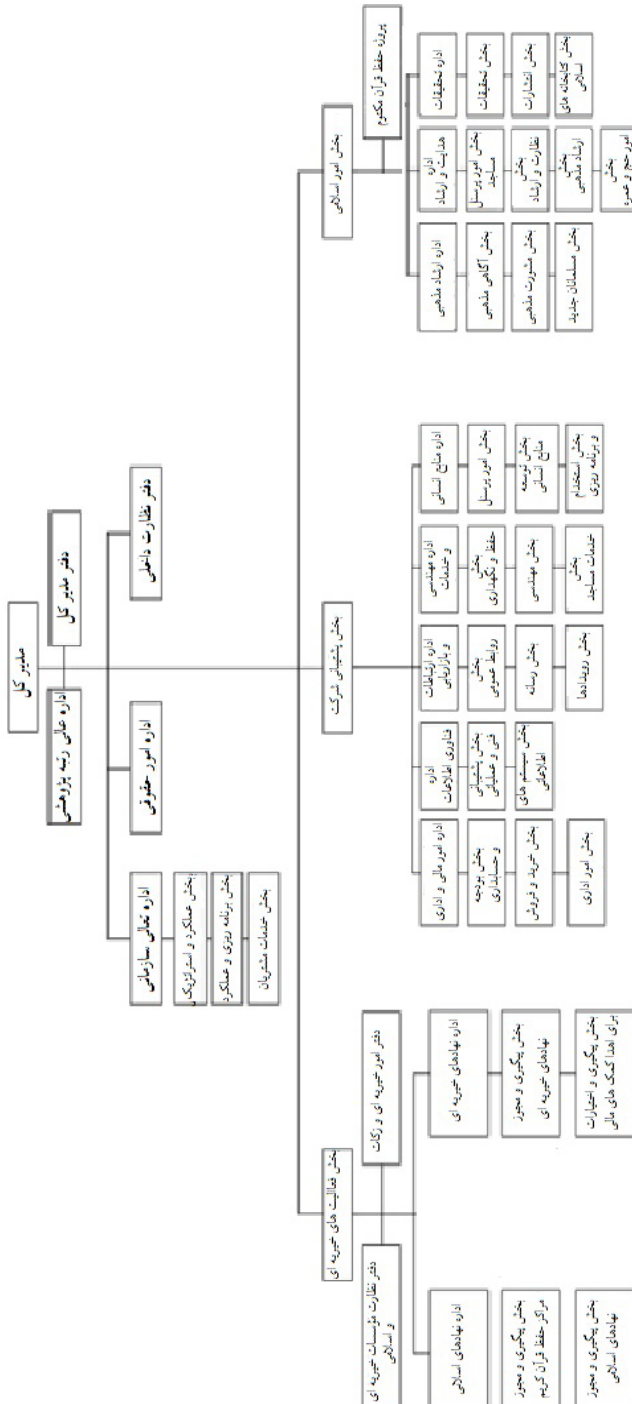 مدیر کل
دفتر مدیر کل
اداره عالی رتبه پژوهشی
دفتر نظارت داخلی
اداره امور حقوقی
اداره تعالی سازمانی
بخش عملکرد و استراتژیک
بخش برنامه ریزی و عملکرد
بخش خدمات مشتریان
بخش امور اسلامی
پروژه حفظ قرآن مکتوم
اداره تحقیقات
بخش تحقیقات
بخش انتشارات
بخش کتابخانه های
اسلامی
اداره
هدایت و ارشاد
بخش امور پرسنل
مساجد
بخش
نظارت و ارشاد
بخش
ارشاد مذهبی
بخش
امور حج و عمره
اداره ارشاد مذهبی
بخش آگاهی مذهبی
بخش مشورت مذهبی
بخش مسلمانان جدید
بخش پشتیبانی شرکت
اداره منابع انسانی
بخش امور پرسنل
بخش توسعه
منابع انسانی
بخش استخدام
و برنامه ریزی
اداره مهندسی
و خدمات
بخش
حفظ و نگهداری
بخش مهندسی
بخش
خدمات مساجد
اداره ارتباطات
و بازاریابی
بخش
روابط عمومی
بخش رسانه
بخش رویدادها
اداره
فناوری اطلاعات
بخش پشتیبانی
فنی و عملیاتی
بخش سیستم های
اطلاعاتی
اداره امور مالی و اداری
بخش بودجه
و حسابداری
بخش خرید و فروش
بخش امور اداری
بخش فعالیت های خیریه ای
دفتر امور خیریه ای و زکات
دفتر نظارت مؤسسات خیریه ای
و اسلامی
اداره نهادهای خیریه ای
بخش پیگیری و مجوز
نهادهای خیریه ای
بخش پیگیری و اختیارات
برای اهدا کمک های مالی
اداره نهادهای اسلامی
بخش پیگیری و مجوز
مراکز حفظ قرآن کریم
بخش پیگیری و مجوز
نهادهای اسلامی